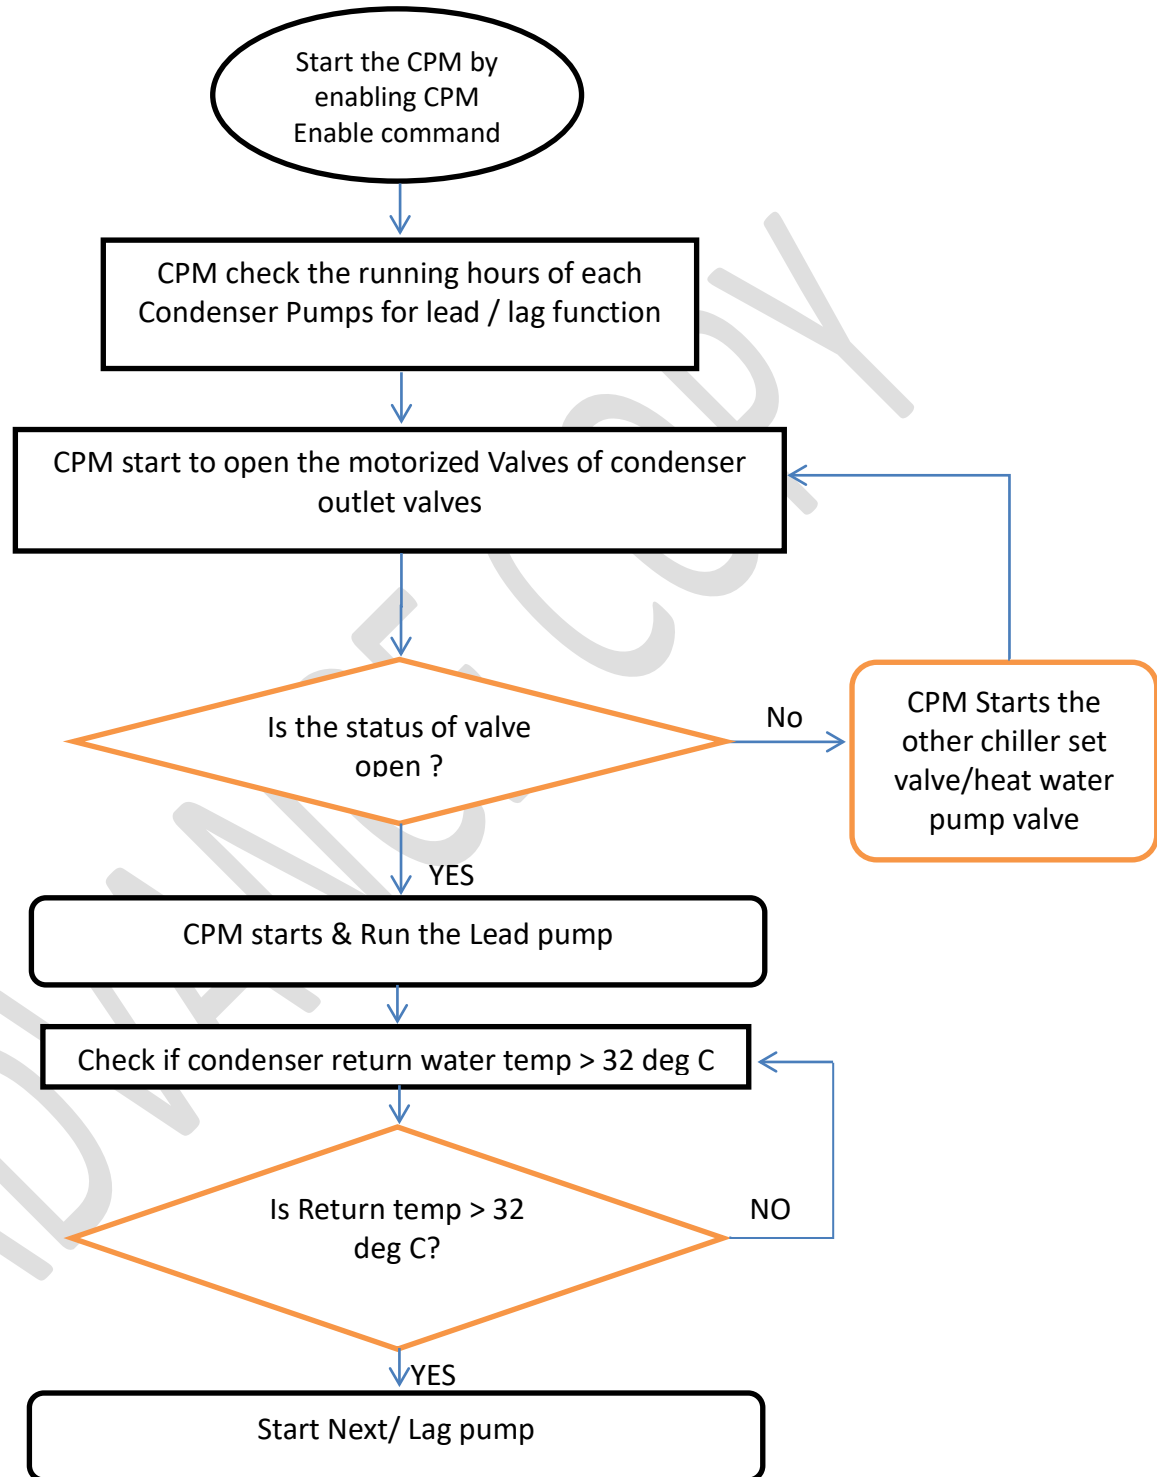 Start the CPM by
enabling CPM
Enable command
CPM check the running hours of each
Condenser Pumps for lead / lag function
CPM start to open the motorized Valves of condenser
outlet valves
Is the status of valve
open ?
No
CPM Starts the
other chiller set
valve/heat water
pump valve
YES
CPM starts & Run the Lead pump
Check if condenser return water temp > 32 deg C
Is Return temp > 32
deg C?
NO
YES
Start Next/ Lag pump
ADVANCE COPY